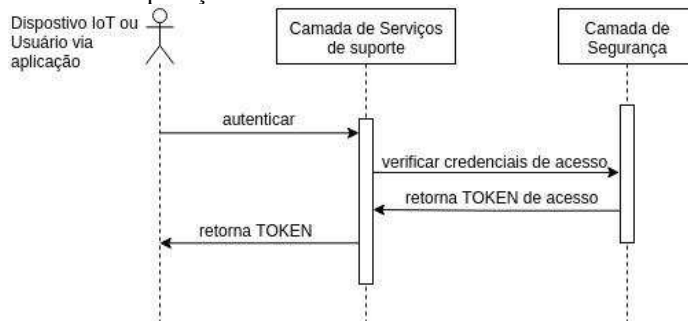 Dispostivo IoT ou
Usuário via
aplicação
Camada de Serviços
de suporte
Camada de
Segurança
autenticar
verificar credenciais de acesso
retorna TOKEN de acesso
retorna TOKEN